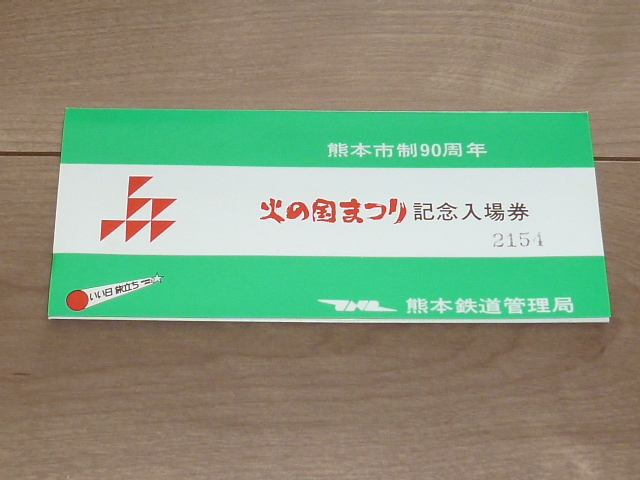 熊本市制90周年
火の国まつり記念入場券
2154
いい日 旅立ち
JNR 熊本鉄道管理局